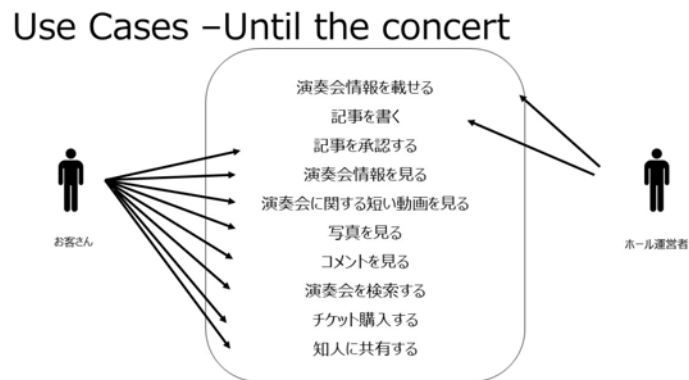 Use Cases –Until the concert
演奏会情報を載せる
記事を書く
記事を承認する
演奏会情報を見る
演奏会に関する短い動画を見る
写真を見る
コメントを見る
演奏会を検索する
チケット購入する
知人に共有する
お客さん
ホール運営者